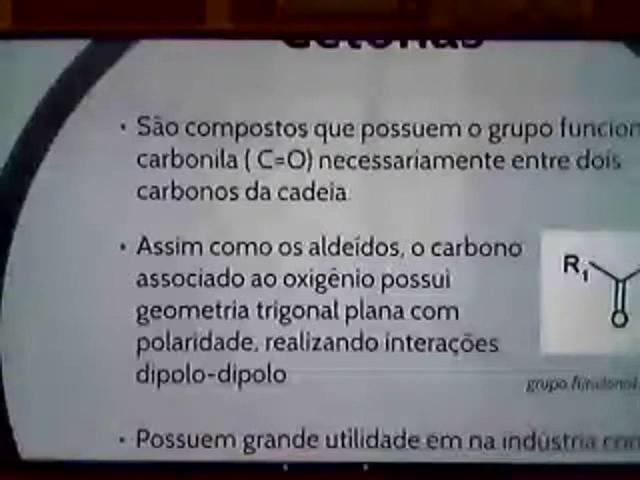 Cetonas
• São compostos que possuem o grupo funcion
carbonila ( C=O) necessariamente entre dois
carbonos da cadeia
• Assim como os aldeídos, o carbono
associado ao oxigênio possui
geometria trigonal plana com
polaridade, realizando interações
dipolo-dipolo
R1
O
grupo funcional
• Possuem grande utilidade em na indústria com